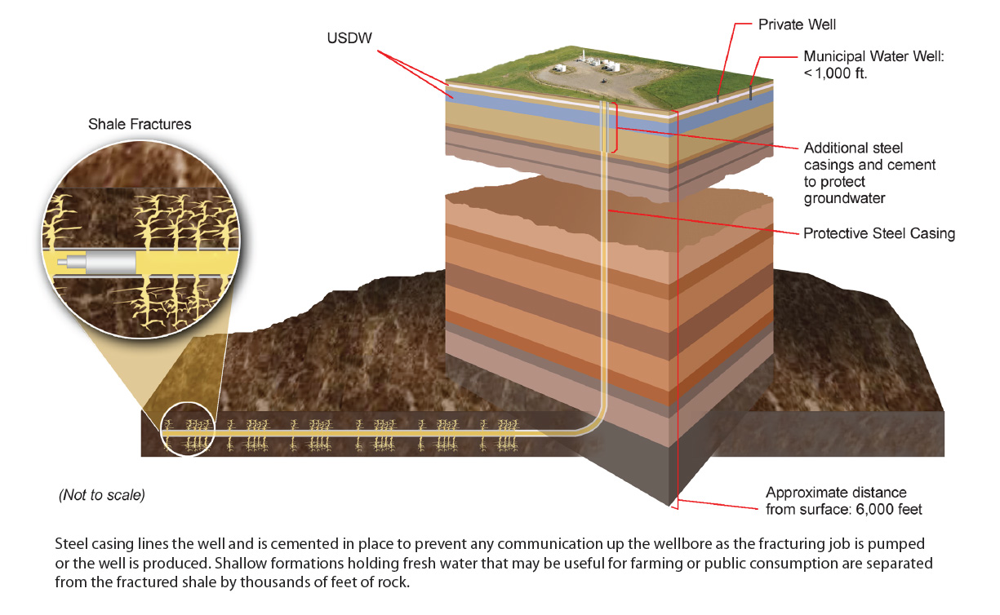 USDW
Private Well
Municipal Water Well:
< 1,000 ft.
Shale Fractures
Additional steel
casings and cement
to protect
groundwater
Protective Steel Casing
(Not to scale)
Approximate distance
from surface: 6,000 feet
Steel casing lines the well and is cemented in place to prevent any communication up the wellbore as the fracturing job is pumped
or the well is produced. Shallow formations holding fresh water that may be useful for farming or public consumption are separated
from the fractured shale by thousands of feet of rock.